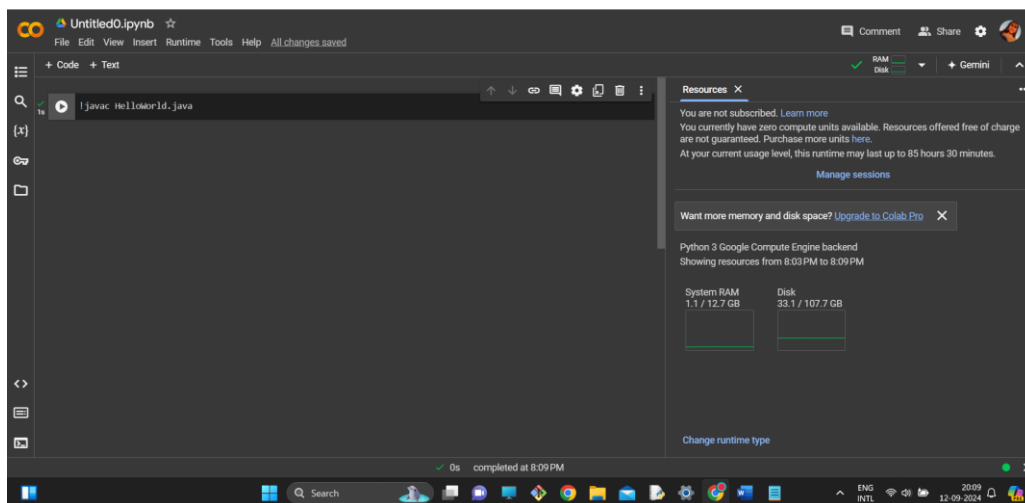 Untitled0.ipynb
File Edit View Insert Runtime Tools Help All changes saved
Comment Share
+ Code + Text
RAM
Disk
Gemini
1s
!javac HelloWorld.java
{x}
Resources
You are not subscribed. Learn more
You currently have zero compute units available. Resources offered free of charge
are not guaranteed. Purchase more units here.
At your current usage level, this runtime may last up to 85 hours 30 minutes.
Manage sessions
Want more memory and disk space? Upgrade to Colab Pro
Python 3 Google Compute Engine backend
Showing resources from 8:03 PM to 8:09 PM
System RAM
1.1 / 12.7 GB
Disk
33.1 / 107.7 GB
Change runtime type
0s completed at 8:09 PM
Search
ENG
INTL
20:09
12-09-2024